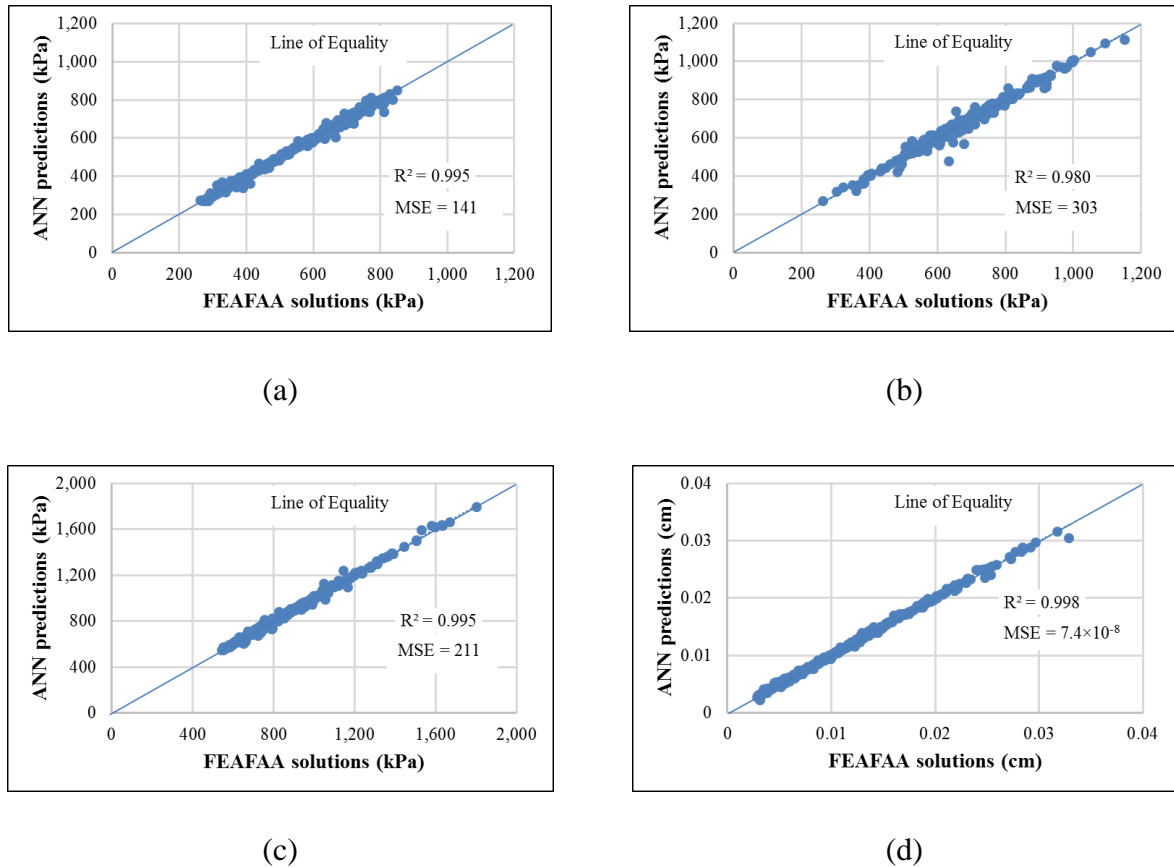 1,200
1,000
800
600
400
200
0
0 200 400 600 800 1,000 1,200
ANN predictions (kPa)
FEAFAA solutions (kPa)
Line of Equality
R² = 0.995
MSE = 141
(a)
1,200
1,000
800
600
400
200
0
0 200 400 600 800 1,000 1,200
ANN predictions (kPa)
FEAFAA solutions (kPa)
Line of Equality
R² = 0.980
MSE = 303
(b)
2,000
1,600
1,200
800
400
0
0 400 800 1,200 1,600 2,000
ANN predictions (kPa)
FEAFAA solutions (kPa)
Line of Equality
R² = 0.995
MSE = 211
(c)
0.04
0.03
0.02
0.01
0
0 0.01 0.02 0.03 0.04
ANN predictions (cm)
FEAFAA solutions (cm)
Line of Equality
R² = 0.998
MSE = 7.4×10⁻⁸
(d)